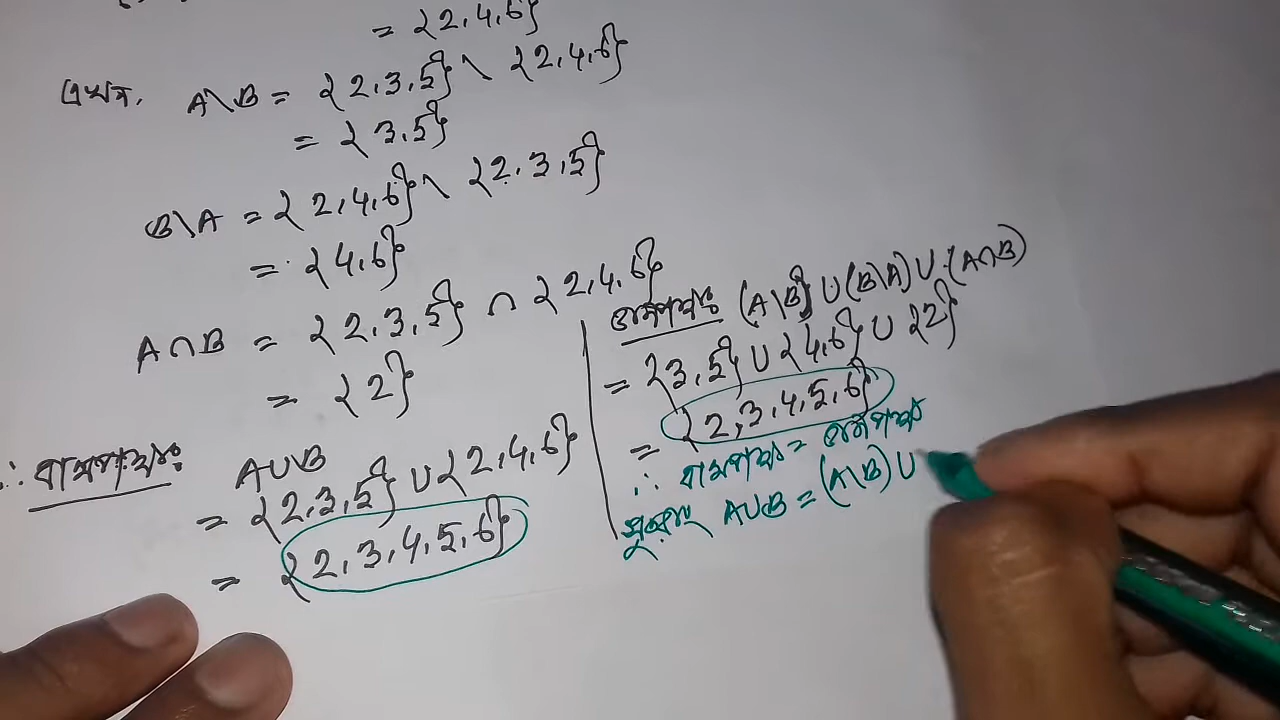 = {2,4,6}
এখন, A\B = {2,3,5} \ {2,4,6}
= {3,5}
B\A = {2,4,6} \ {2,3,5}
= {4,6}
A∩B = {2,3,5} ∩ {2,4,6}
= {2}
∴ বামপক্ষঃ A∪B
= {2,3,5} ∪ {2,4,6}
= {2,3,4,5,6}
ডানপক্ষঃ (A\B) ∪ (B\A) ∪ (A∩B)
= {3,5} ∪ {4,6} ∪ {2}
= {2,3,4,5,6}
∴ বামপক্ষ = ডানপক্ষ
সুতরাং A∪B = (A\B) ∪